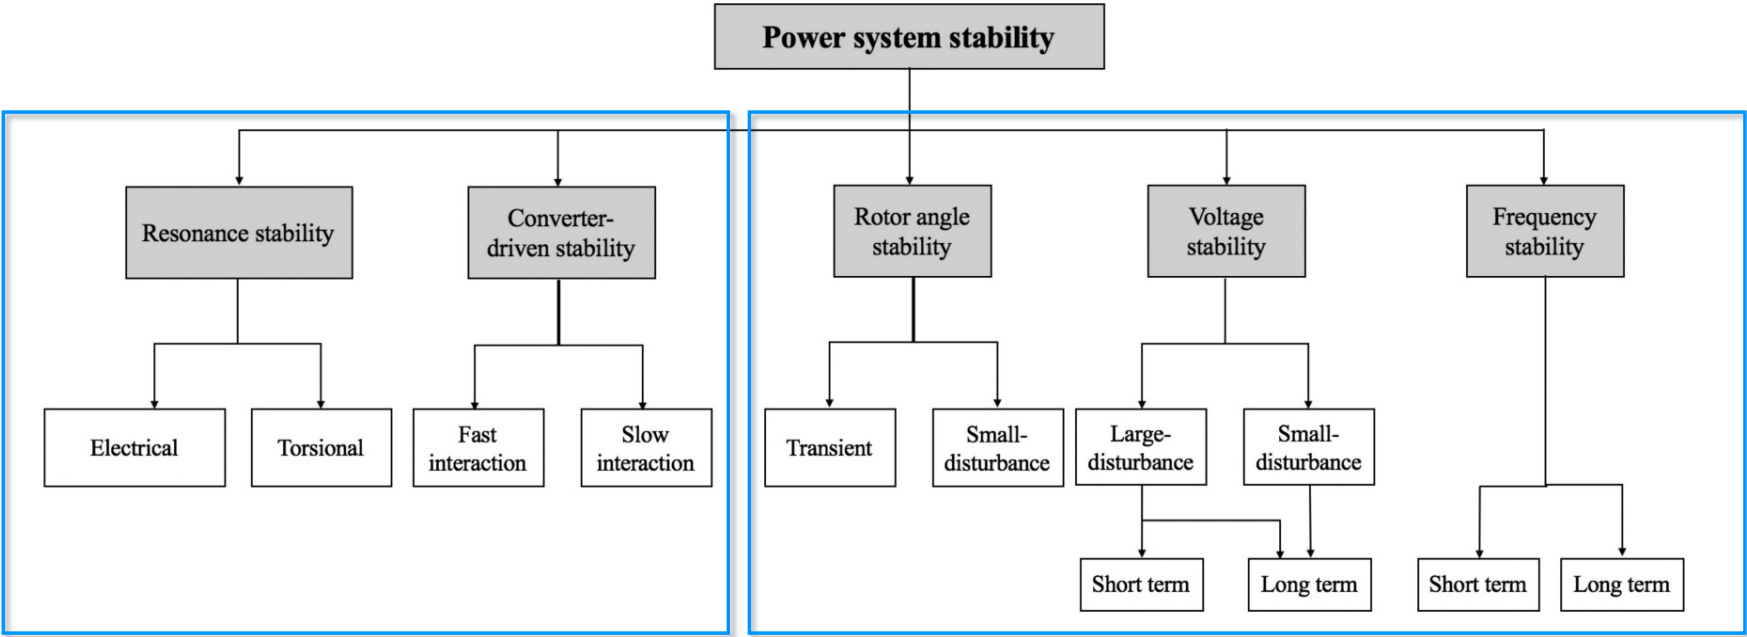 Power system stability
Resonance stability
Converter-
driven stability
Rotor angle
stability
Voltage
stability
Frequency
stability
Electrical
Torsional
Fast
interaction
Slow
interaction
Transient
Small-
disturbance
Large-
disturbance
Small-
disturbance
Short term
Long term
Short term
Long term